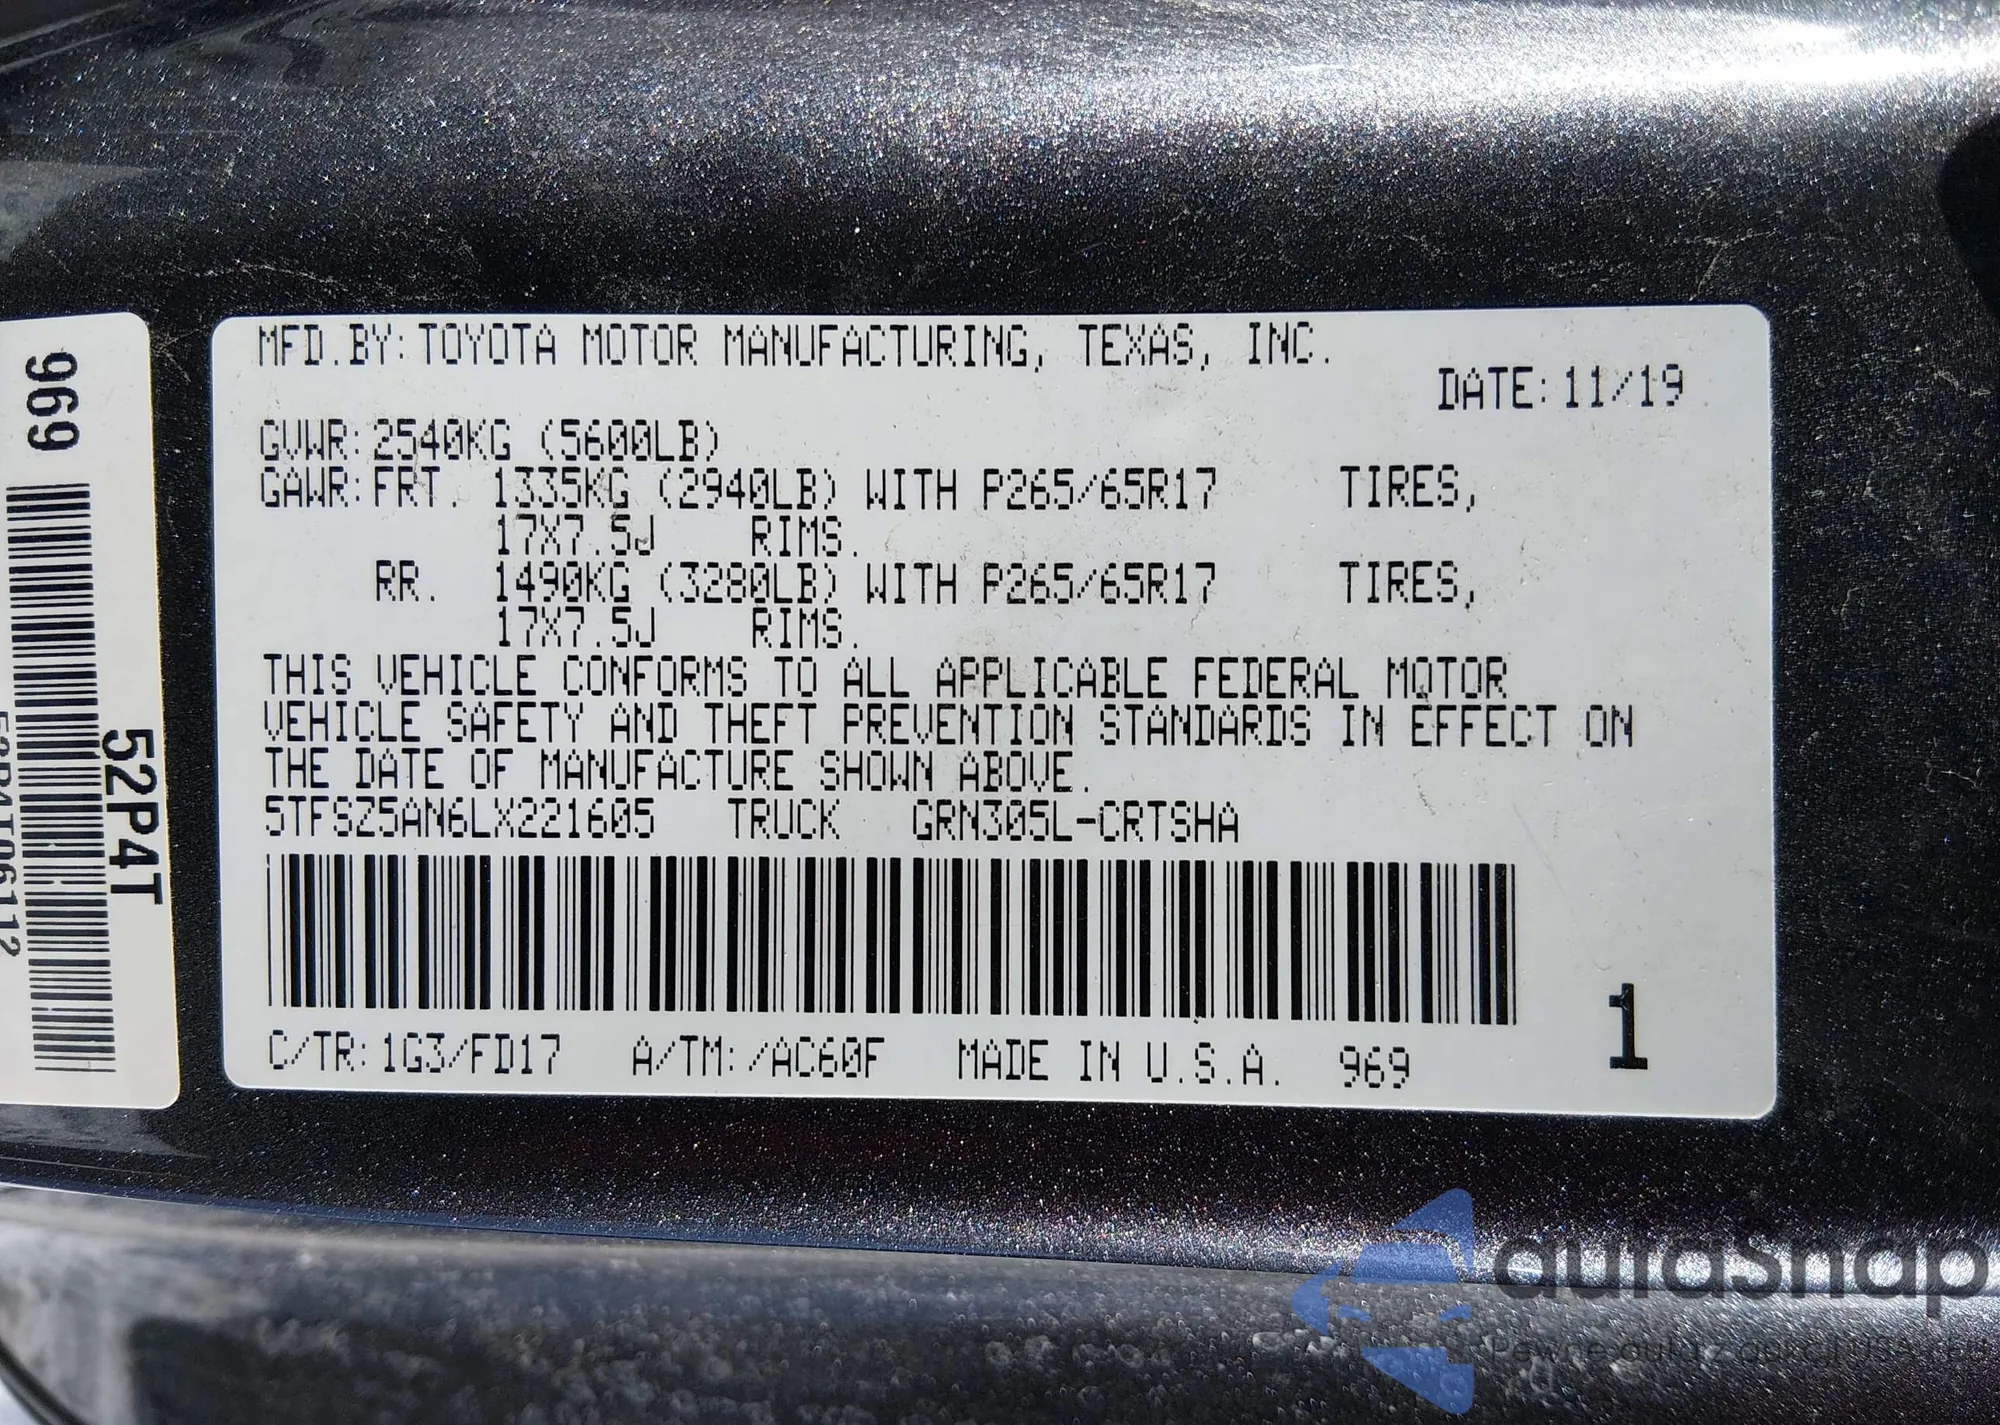 MFD.BY:TOYOTA MOTOR MANUFACTURING, TEXAS, INC.
DATE:11/19
GVWR:2540KG (5600LB)
GAWR:FRT. 1335KG (2940LB) WITH P265/65R17 TIRES,
17X7.5J RIMS.
RR. 1490KG (3280LB) WITH P265/65R17 TIRES,
17X7.5J RIMS.
THIS VEHICLE CONFORMS TO ALL APPLICABLE FEDERAL MOTOR
VEHICLE SAFETY AND THEFT PREVENTION STANDARDS IN EFFECT ON
THE DATE OF MANUFACTURE SHOWN ABOVE.
5TFSZ5AN6LX221605 TRUCK GRN305L-CRTSHA
C/TR:1G3/FD17 A/TM:/AC60F MADE IN U.S.A. 969
1
969
52P4T
autasnap